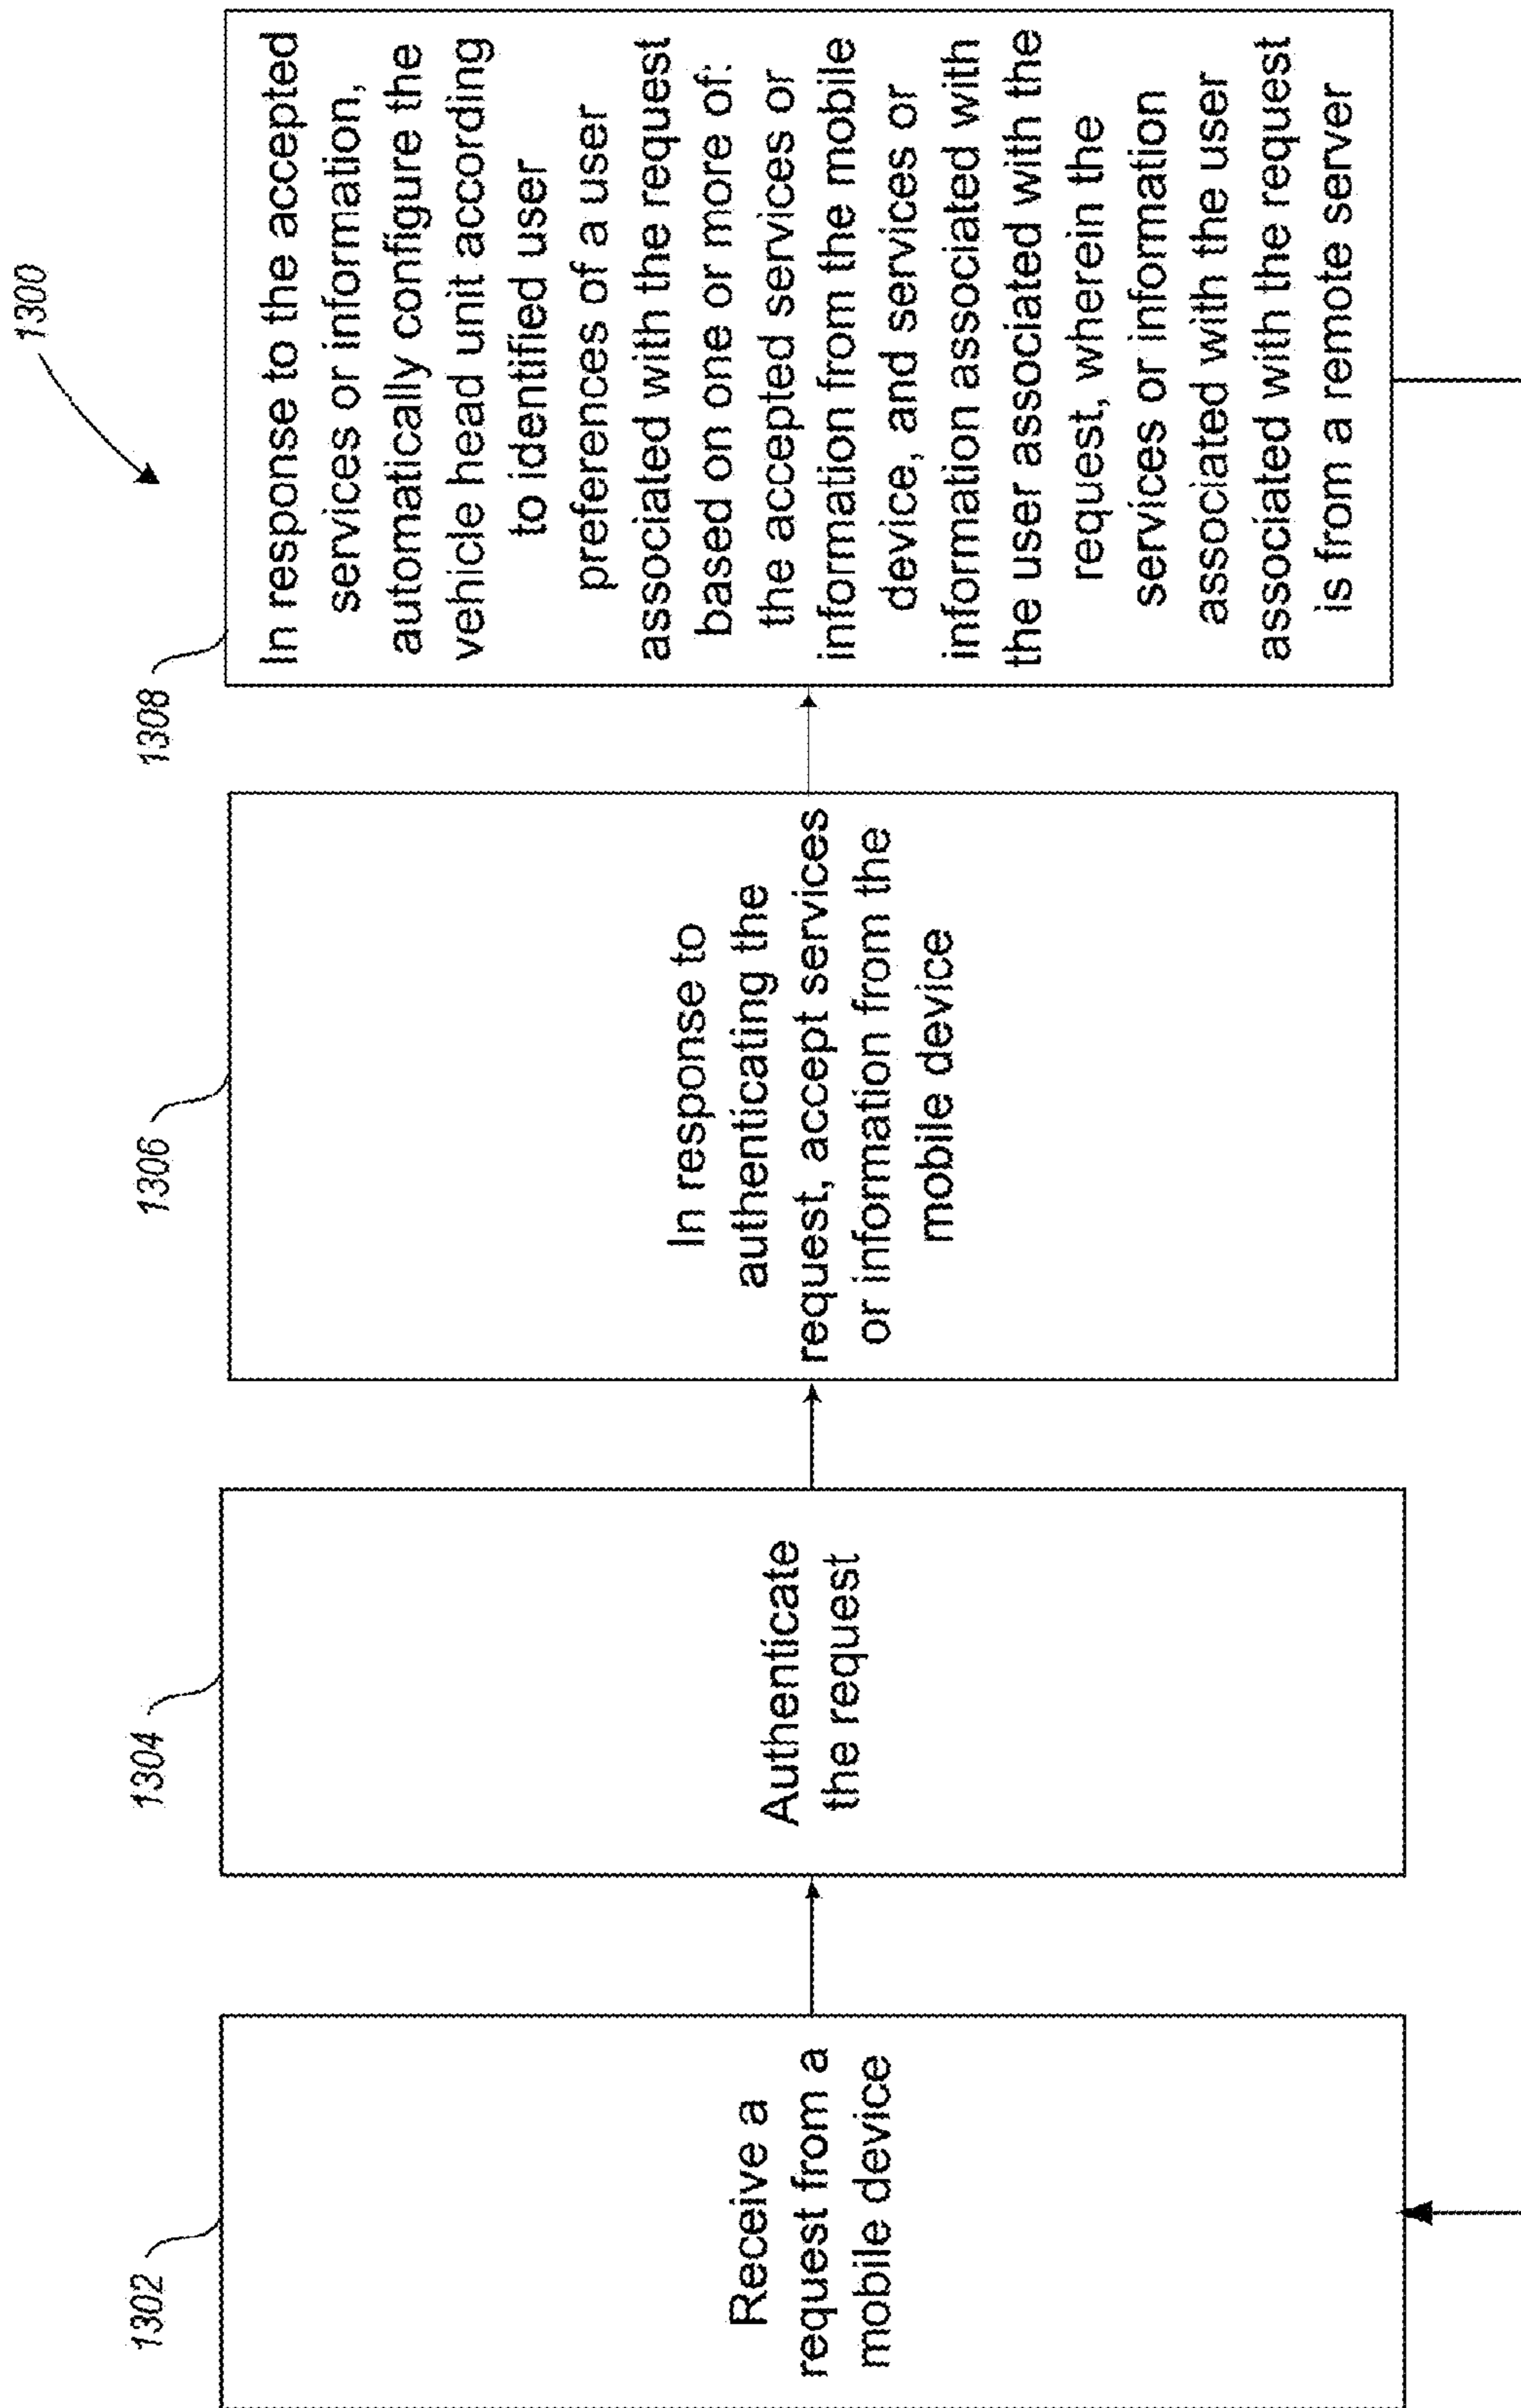 1300
1302
Receive a
request from a
mobile device
1304
Authenticate
the request
1306
In response to
authenticating the
request, accept services
or information from the
mobile device
1308
In response to the accepted
services or information,
automatically configure the
vehicle head unit according
to identified user
preferences of a user
associated with the request
based on one or more of:
the accepted services or
information from the mobile
device, and services or
information associated with
the user associated with the
request, wherein the
services or information
associated with the user
associated with the request
is from a remote server